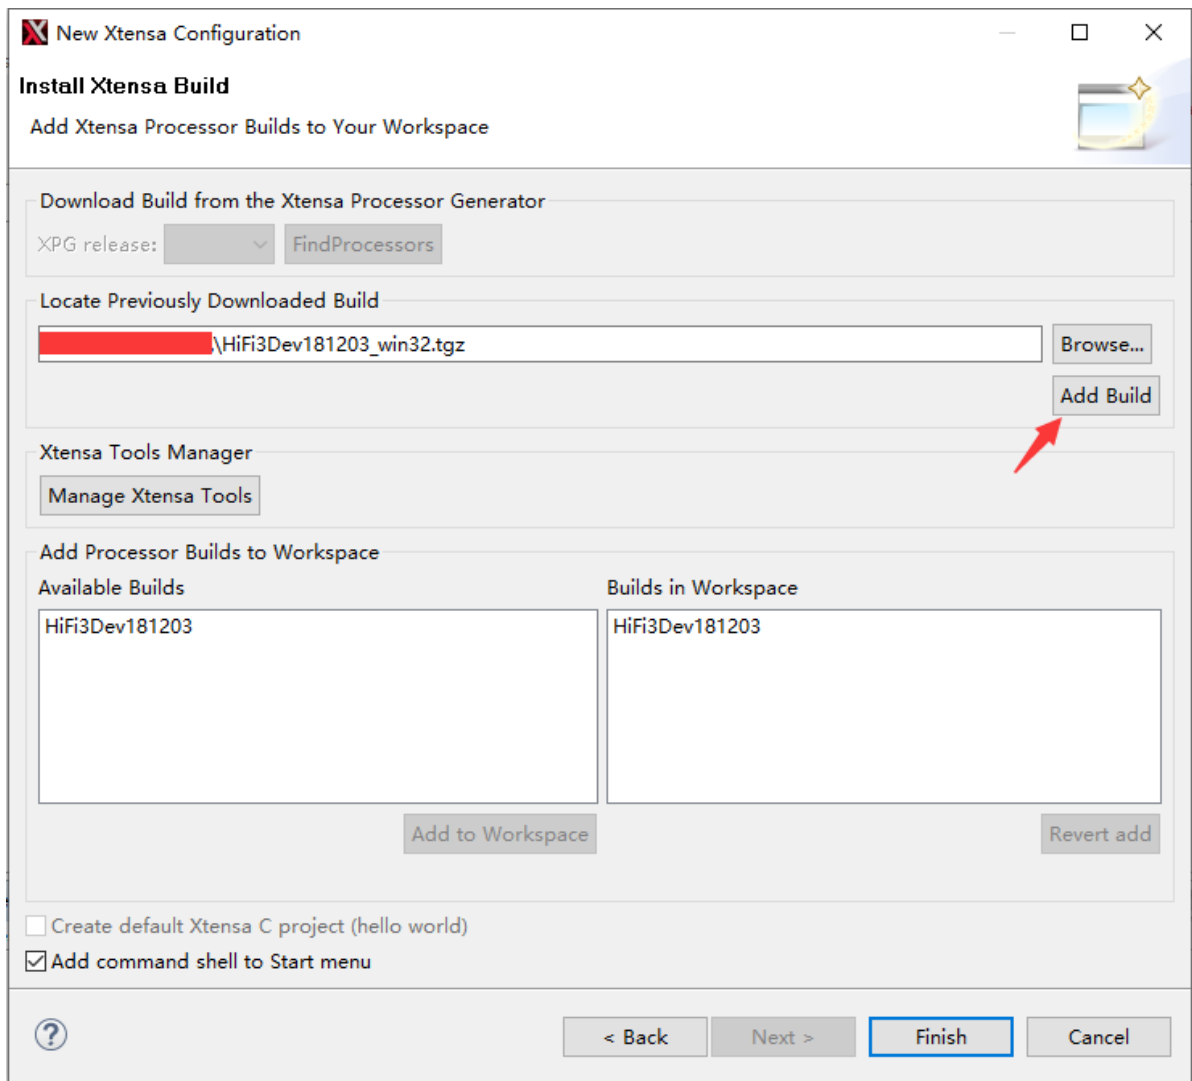 New Xtensa Configuration
Install Xtensa Build
Add Xtensa Processor Builds to Your Workspace
Download Build from the Xtensa Processor Generator
XPG release:
FindProcessors
Locate Previously Downloaded Build
\HiFi3Dev181203_win32.tgz
Browse...
Add Build
Xtensa Tools Manager
Manage Xtensa Tools
Add Processor Builds to Workspace
Available Builds
Builds in Workspace
HiFi3Dev181203
HiFi3Dev181203
Add to Workspace
Revert add
Create default Xtensa C project (hello world)
Add command shell to Start menu
?
< Back
Next >
Finish
Cancel